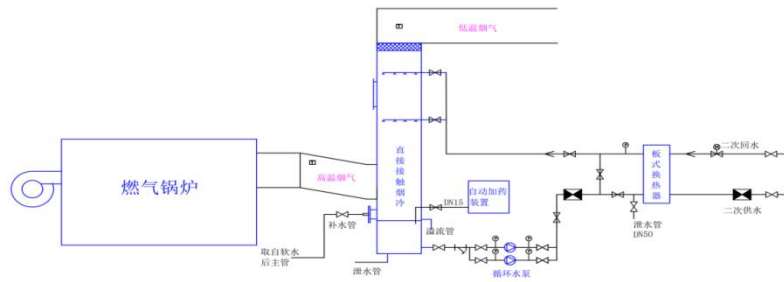 低温烟气
燃气锅炉
高温烟气
直接接触烟冷
自动加药
装置
DN15
补水管
溢流管
取自软水
后主管
泄水管
循环水泵
板式换热器
二次回水
二次供水
泄水管
DN50